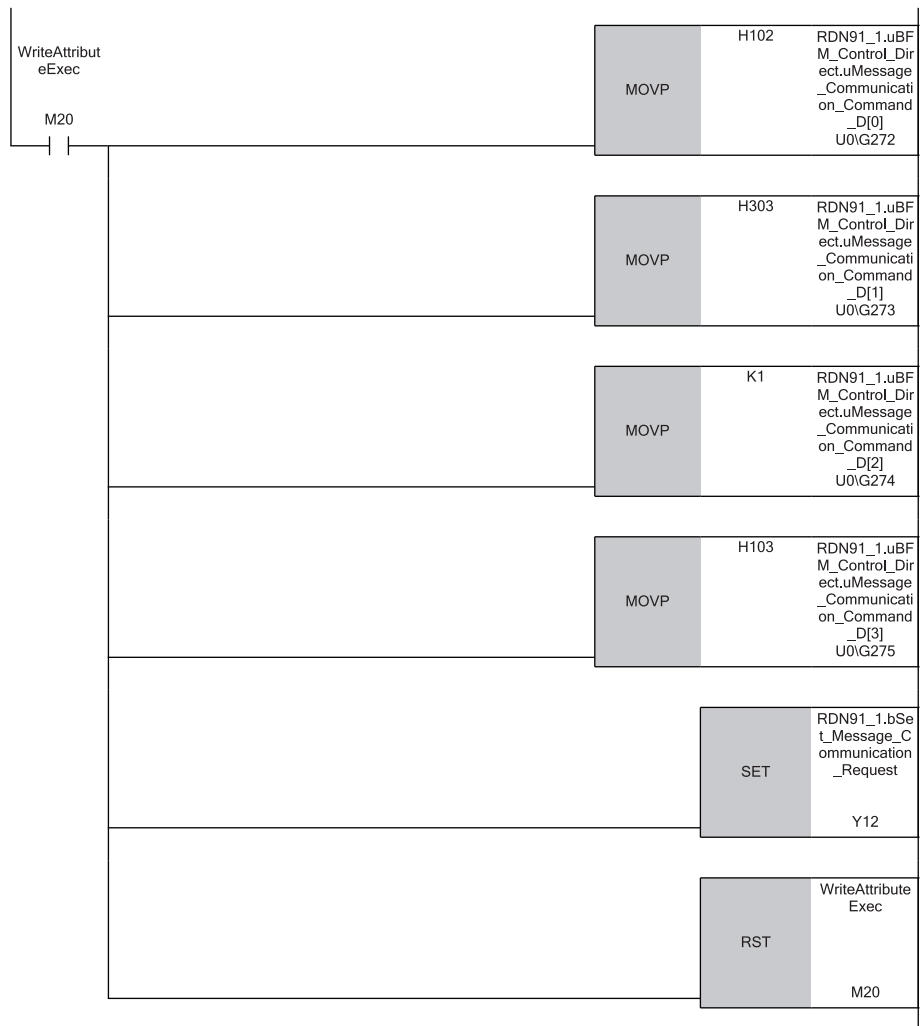 WriteAttribut
eExec
M20
MOVP
H102
RDN91_1.uBF
M_Control_Dir
ect.uMessage
_Communicati
on_Command
_D[0]
U0\G272
MOVP
H303
RDN91_1.uBF
M_Control_Dir
ect.uMessage
_Communicati
on_Command
_D[1]
U0\G273
MOVP
K1
RDN91_1.uBF
M_Control_Dir
ect.uMessage
_Communicati
on_Command
_D[2]
U0\G274
MOVP
H103
RDN91_1.uBF
M_Control_Dir
ect.uMessage
_Communicati
on_Command
_D[3]
U0\G275
SET
RDN91_1.bSe
t_Message_C
ommunication
_Request
Y12
RST
WriteAttribute
Exec
M20